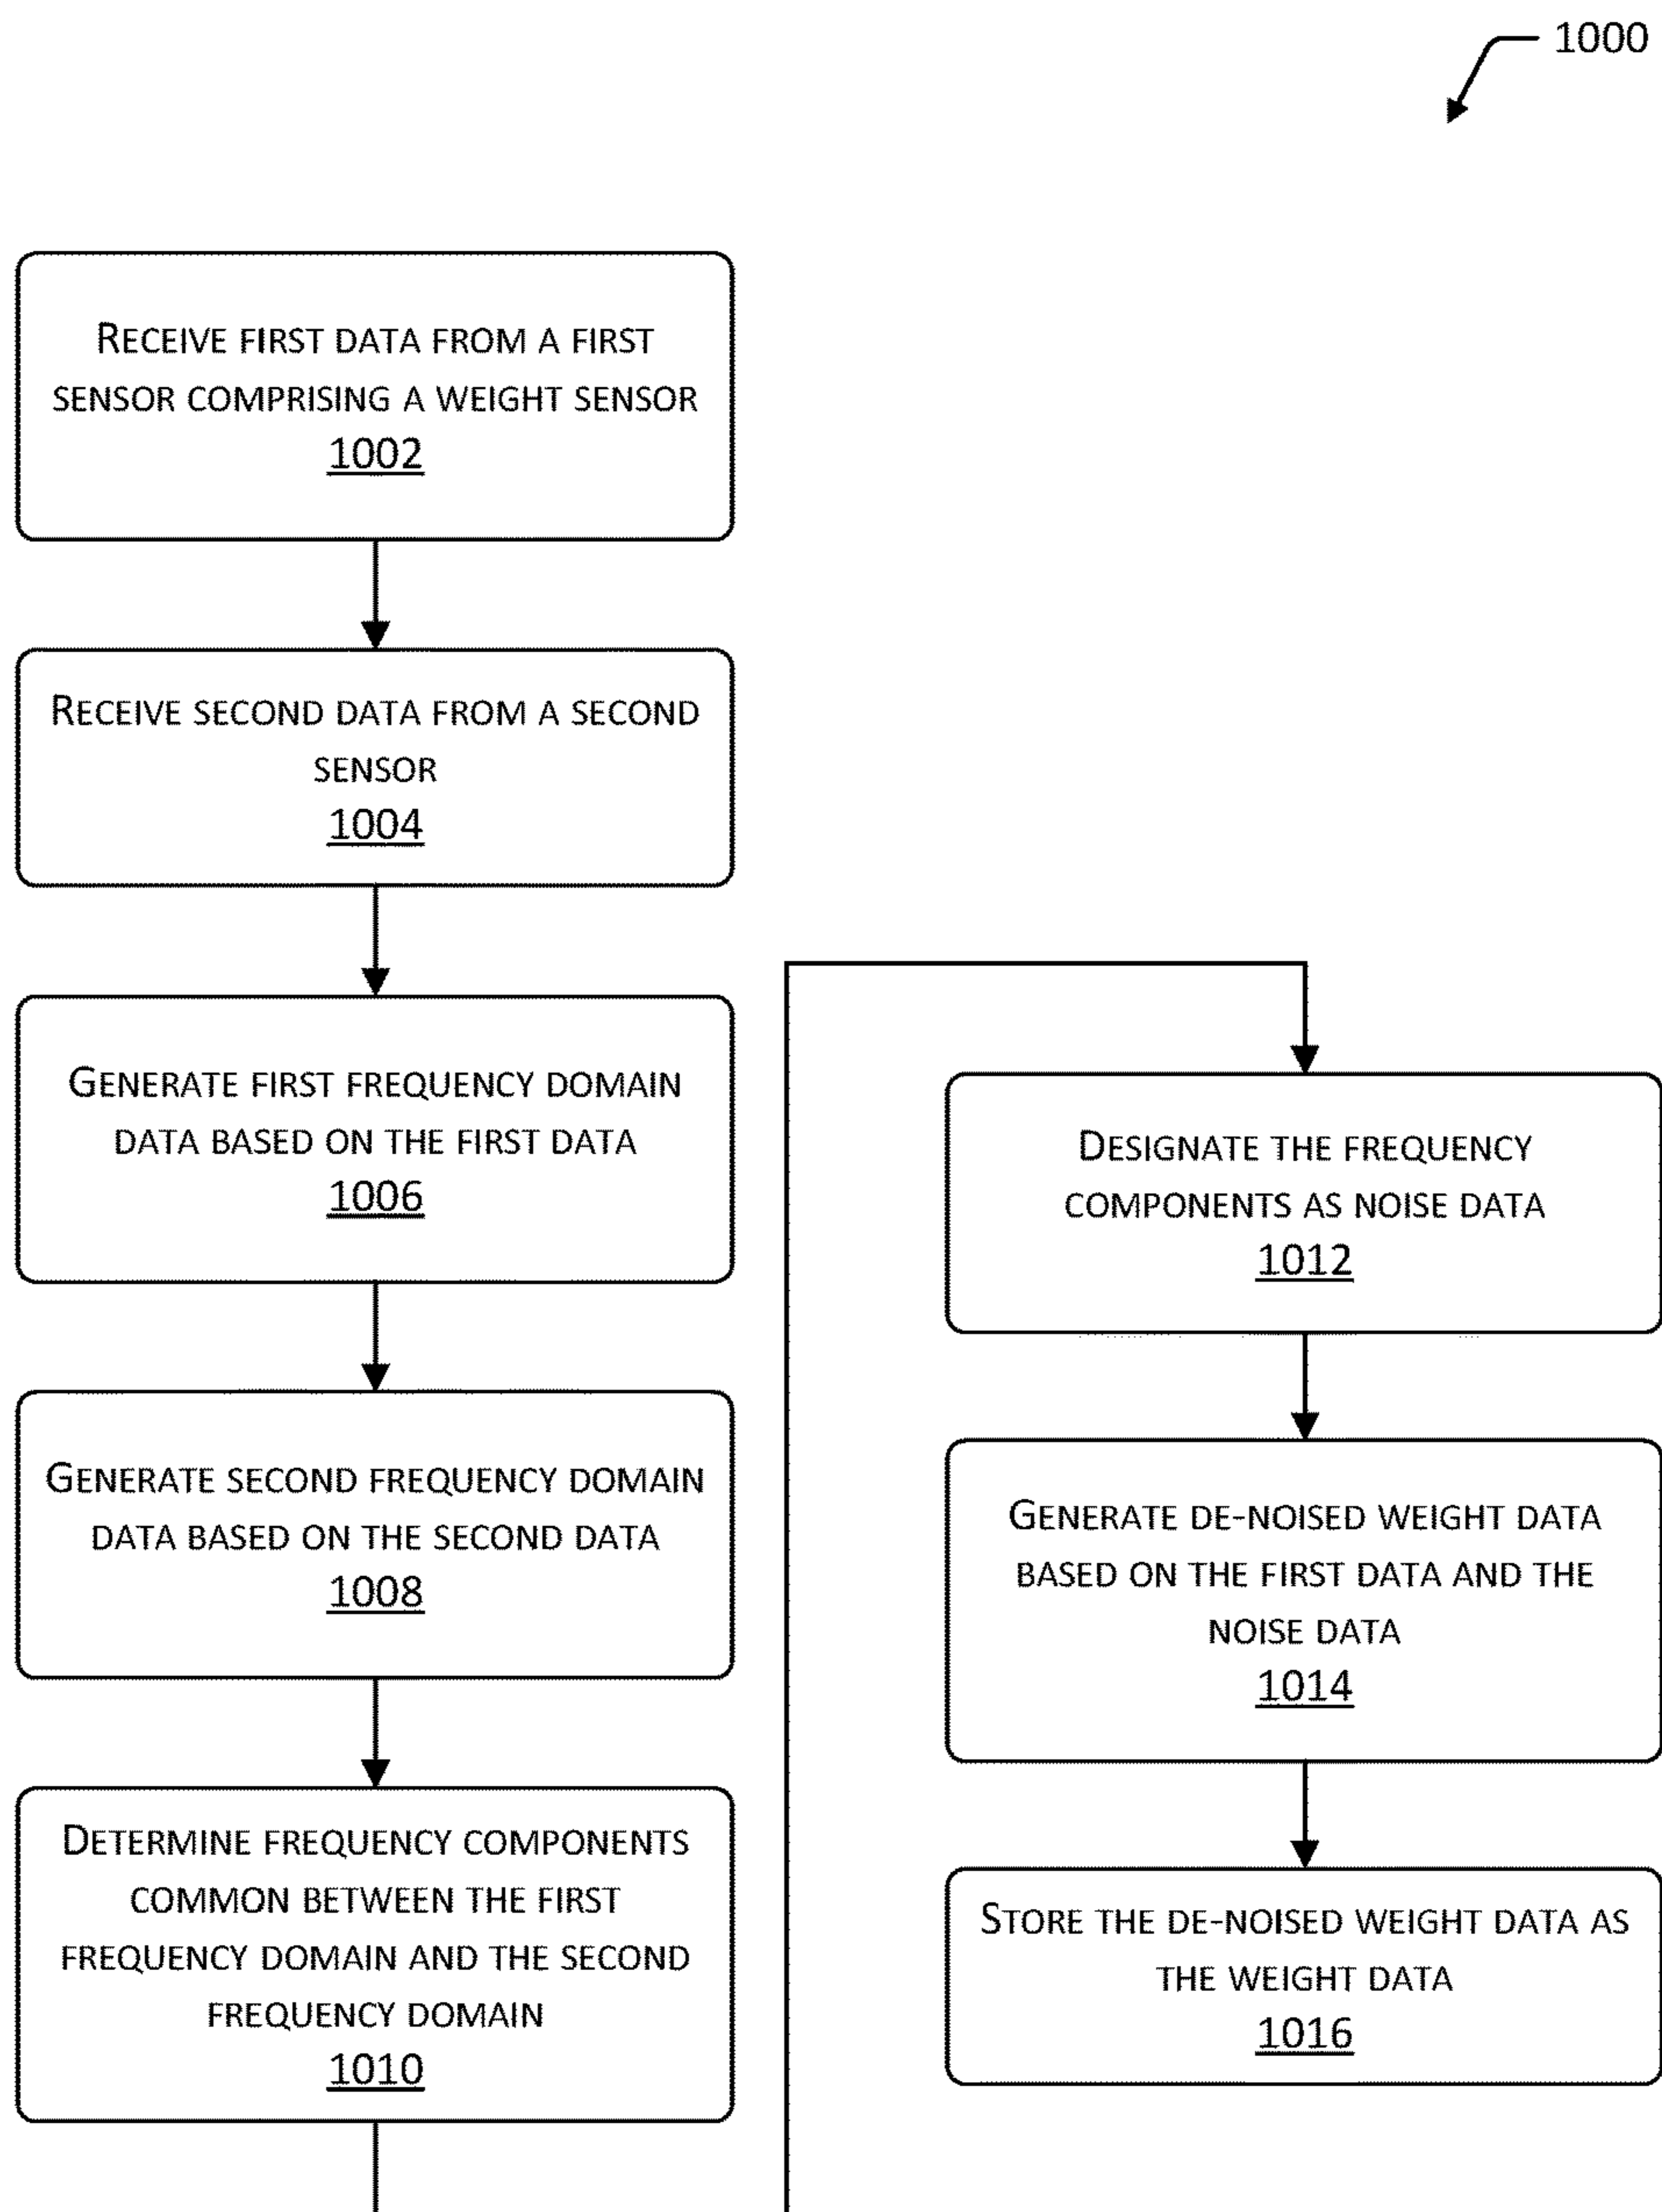 1000
RECEIVE FIRST DATA FROM A FIRST
SENSOR COMPRISING A WEIGHT SENSOR
1002
RECEIVE SECOND DATA FROM A SECOND
SENSOR
1004
GENERATE FIRST FREQUENCY DOMAIN
DATA BASED ON THE FIRST DATA
1006
GENERATE SECOND FREQUENCY DOMAIN
DATA BASED ON THE SECOND DATA
1008
DETERMINE FREQUENCY COMPONENTS
COMMON BETWEEN THE FIRST
FREQUENCY DOMAIN AND THE SECOND
FREQUENCY DOMAIN
1010
DESIGNATE THE FREQUENCY
COMPONENTS AS NOISE DATA
1012
GENERATE DE-NOISED WEIGHT DATA
BASED ON THE FIRST DATA AND THE
NOISE DATA
1014
STORE THE DE-NOISED WEIGHT DATA AS
THE WEIGHT DATA
1016